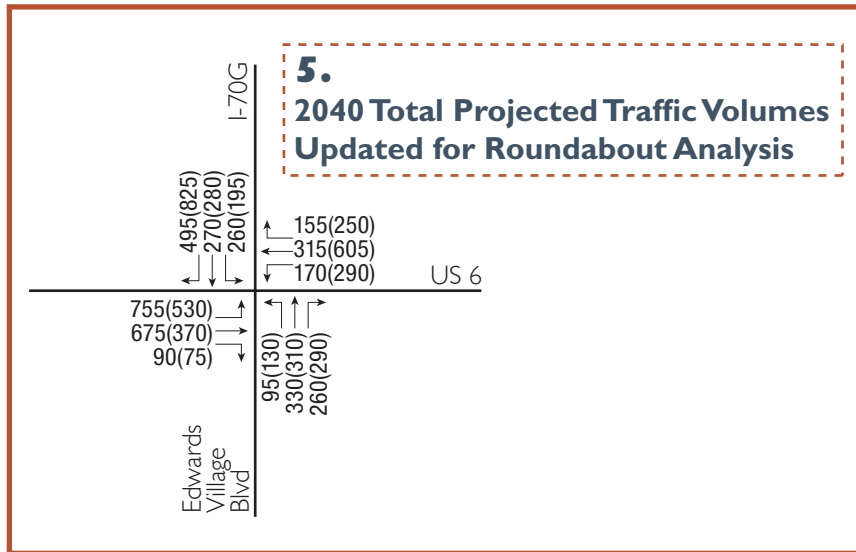 5.
2040 Total Projected Traffic Volumes
Updated for Roundabout Analysis
I-70G
495(825)
270(280)
260(195)
155(250)
315(605)
170(290)
US 6
755(530)
675(370)
90(75)
95(130)
330(310)
260(290)
Edwards
Village
Blvd